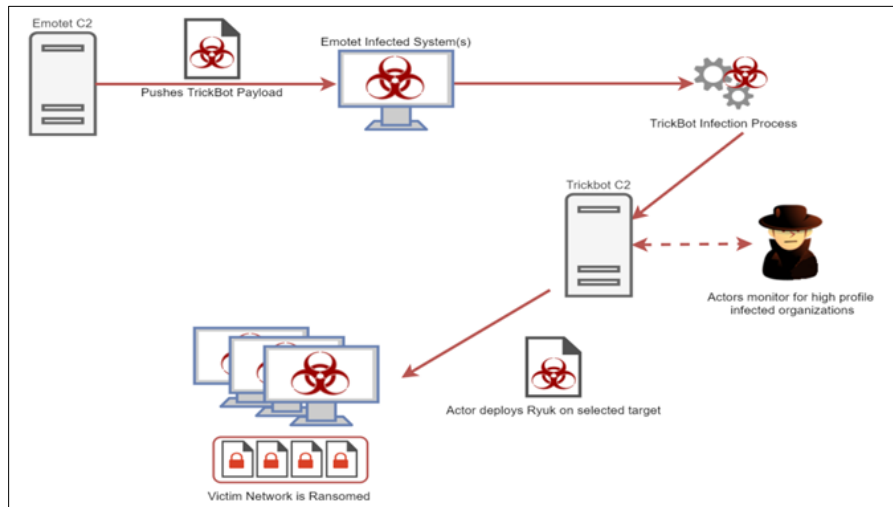 Emotet C2
Pushes TrickBot Payload
Emotet Infected System(s)
TrickBot Infection Process
Trickbot C2
Actors monitor for high profile
infected organizations
Actor deploys Ryuk on selected target
Victim Network is Ransomed